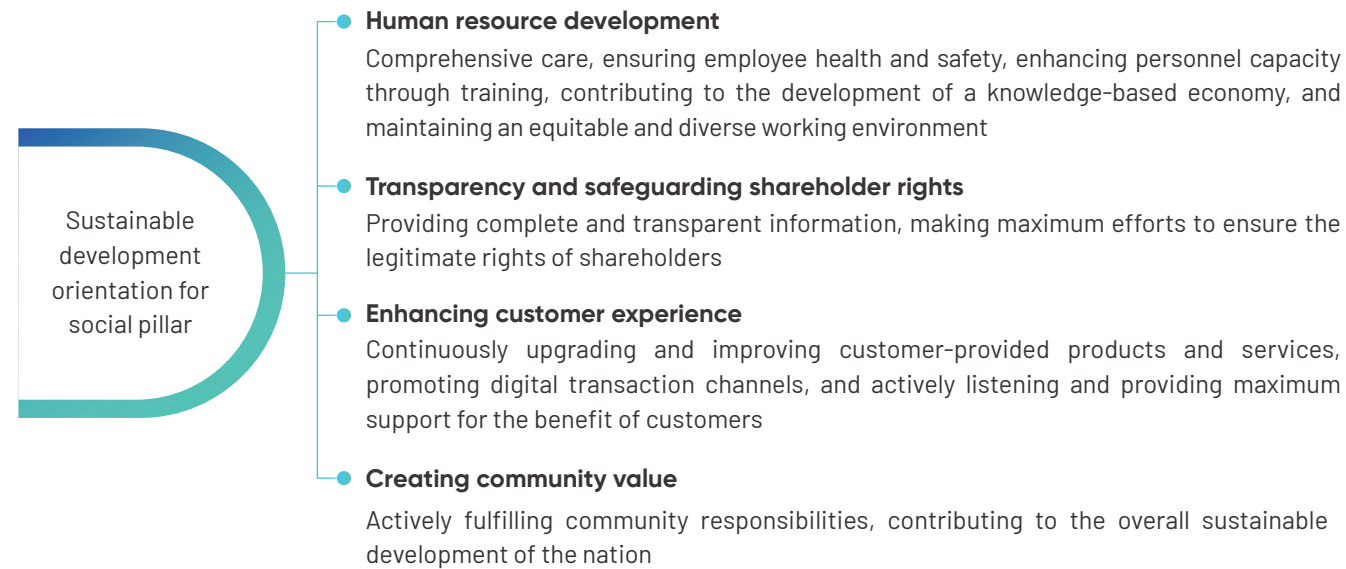 Sustainable
development
orientation for
social pillar
Human resource development
Comprehensive care, ensuring employee health and safety, enhancing personnel capacity
through training, contributing to the development of a knowledge-based economy, and
maintaining an equitable and diverse working environment
Transparency and safeguarding shareholder rights
Providing complete and transparent information, making maximum efforts to ensure the
legitimate rights of shareholders
Enhancing customer experience
Continuously upgrading and improving customer-provided products and services,
promoting digital transaction channels, and actively listening and providing maximum
support for the benefit of customers
Creating community value
Actively fulfilling community responsibilities, contributing to the overall sustainable
development of the nation